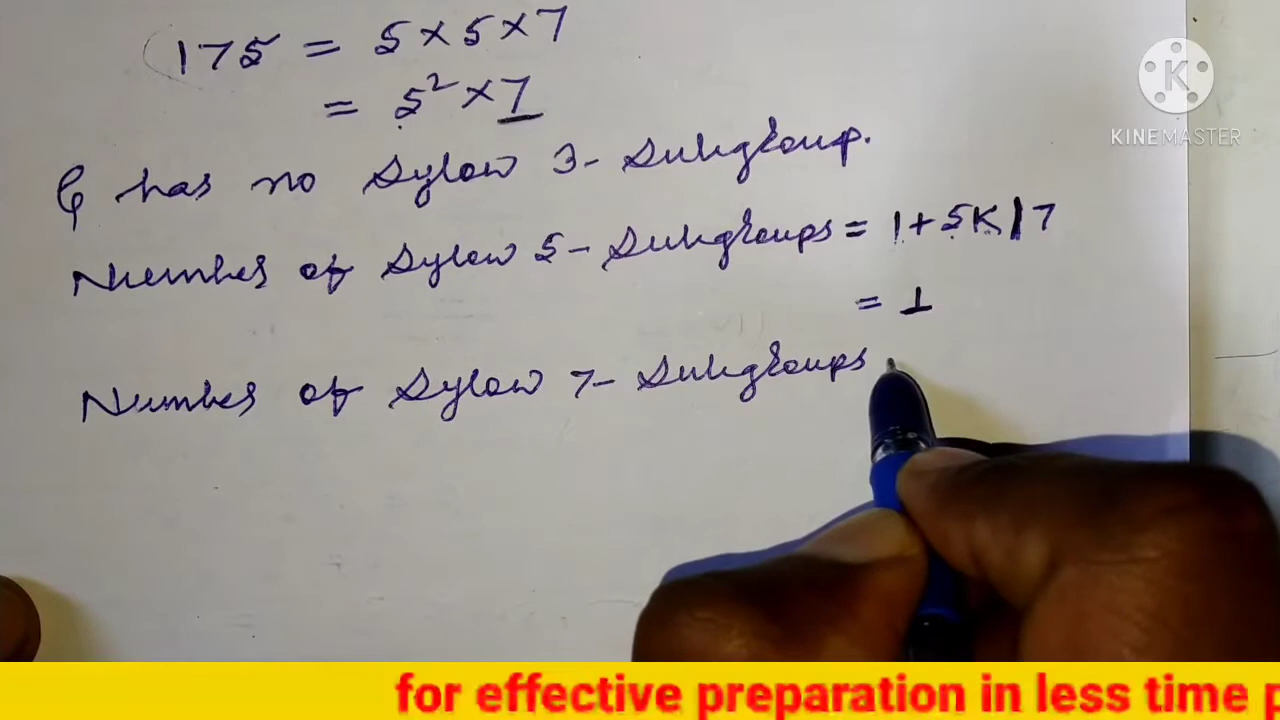 175 = 5×5×7
= 5²×7
KINEMASTER
G has no Sylow 3- Subgroup.
Number of Sylow 5- Subgroups = 1+5K|7
= 1
Number of Sylow 7- Subgroups
for effective preparation in less time p